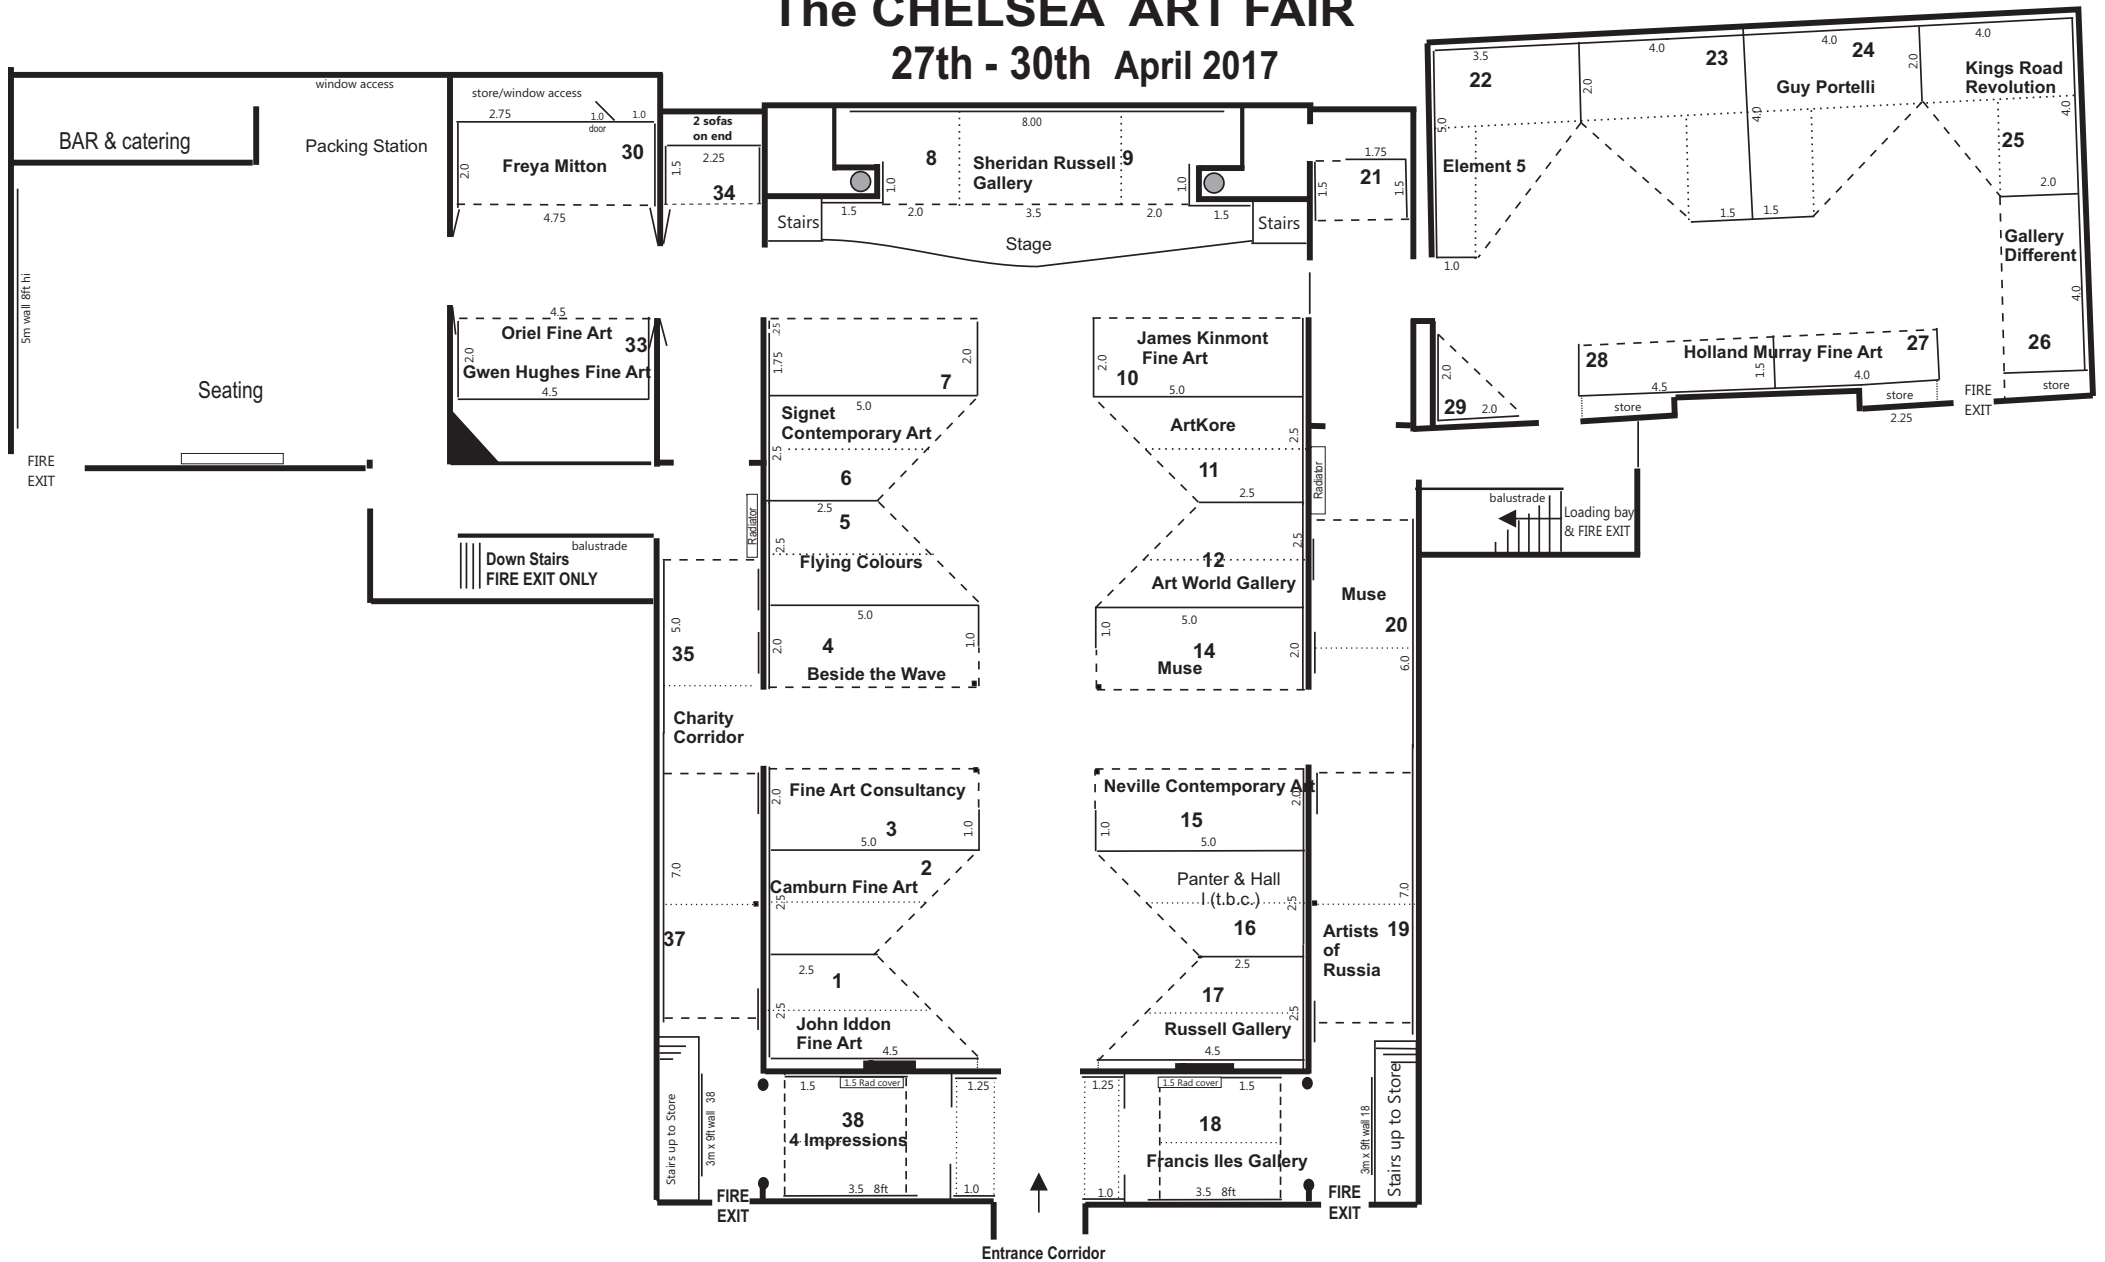 The CHELSEA ART FAIR
27th - 30th April 2017
window access
BAR & catering
Packing Station
5m wall 8ft hi
Seating
FIRE
EXIT
store/window access
2.75
1.0
door
1.0
2.0
30
Freya Mitton
4.75
2 sofas
on end
2.25
1.5
34
8.00
8
Sheridan Russell
Gallery
9
1.0
1.0
1.5
2.0
3.5
2.0
1.5
Stairs
Stage
Stairs
1.75
21
1.5
1.5
3.5
22
5.0
2.0
Element 5
1.0
4.0
23
4.0
4.0
24
Guy Portelli
2.0
1.5
1.5
4.0
Kings Road
Revolution
4.0
25
2.0
Gallery
Different
4.0
26
store
4.5
Oriel Fine Art
33
2.0
Gwen Hughes Fine Art
4.5
.25
1.75
2.0
7
5.0
Signet
Contemporary Art
2.5
6
2.5
5
2.5
Flying Colours
5.0
4
2.0
1.0
Beside the Wave
James Kinmont
Fine Art
2.0
10
5.0
ArtKore
2.5
11
2.5
2.5
12
Art World Gallery
5.0
1.0
14
2.0
Muse
2.0
29
2.0
28
Holland Murray Fine Art
27
1.5
4.5
4.0
store
store
2.25
FIRE
EXIT
Radiator
Radiator
balustrade
Loading bay
& FIRE EXIT
balustrade
Down Stairs
FIRE EXIT ONLY
5.0
35
Charity
Corridor
7.0
37
Muse
20
6.0
Fine Art Consultancy
2.0
3
1.0
5.0
2
Camburn Fine Art
2.5
2.5
1
2.5
John Iddon
Fine Art
4.5
Neville Contemporary Art
2.0
15
1.0
5.0
Panter & Hall
l (t.b.c.)
2.5
16
2.5
17
2.5
Russell Gallery
4.5
7.0
Artists
of
Russia
19
Stairs up to Store
3m x 9ft wall 38
1.5
1.5 Rad cover
38
4 Impressions
3.5 8ft
1.25
1.0
1.25
1.0
1.5 Rad cover
1.5
18
Francis Iles Gallery
3.5 8ft
3m x 9ft wall 18
Stairs up to Store
FIRE
EXIT
FIRE
EXIT
Entrance Corridor